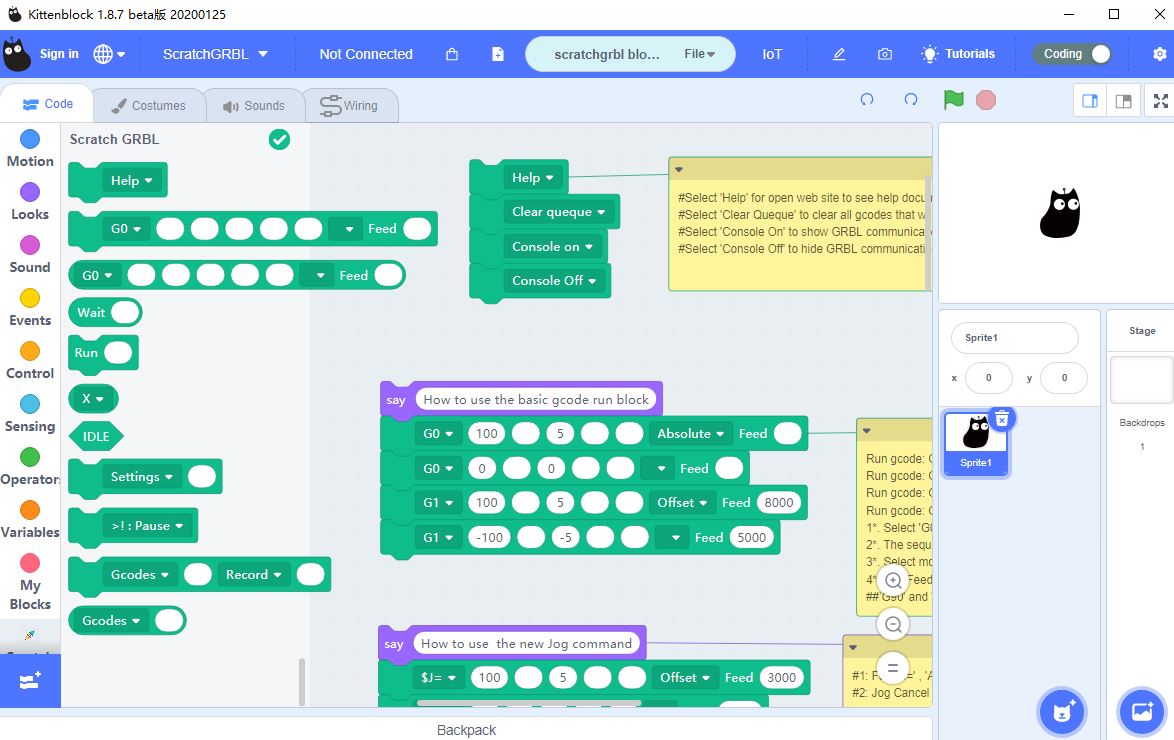 Kittenblock 1.8.7 beta版 20200125
Sign in
ScratchGRBL
Not Connected
scratchgrbl blo...
File
IoT
Tutorials
Coding
Code
Costumes
Sounds
Wiring
Motion
Looks
Sound
Events
Control
Sensing
Operators
Variables
My
Blocks
Scratch GRBL
Help
G0 Feed
G0 Feed
Wait
Run
X
IDLE
Settings
>! : Pause
Gcodes Record
Gcodes
Help
Clear queque
Console on
Console Off
#Select 'Help' for open web site to see help docu
#Select 'Clear Queque' to clear all gcodes that w
#Select 'Console On' to show GRBL communica
#Select 'Console Off' to hide GRBL communicati
say How to use the basic gcode run block
G0 100 5 Absolute Feed
G0 0 0 Feed
G1 100 5 Offset Feed 8000
G1 -100 -5 Feed 5000
Run gcode: G
Run gcode: G
Run gcode: G
Run gcode: G
1*. Select 'G0
2*. The sequ
3*. Select mo
4* Feed
##'G90' and '
say How to use the new Jog command
$J= 100 5 Offset Feed 3000
#1: F =' , 'A
#2: Jog Cancel
Backpack
Sprite1
x 0 y 0
Sprite1
Stage
Backdrops
1